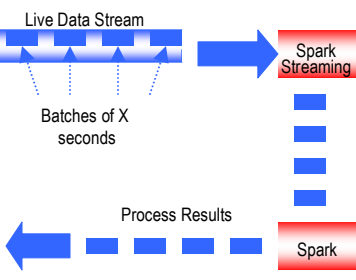 Live Data Stream
Spark
Streaming
Batches of X
seconds
Process Results
Spark